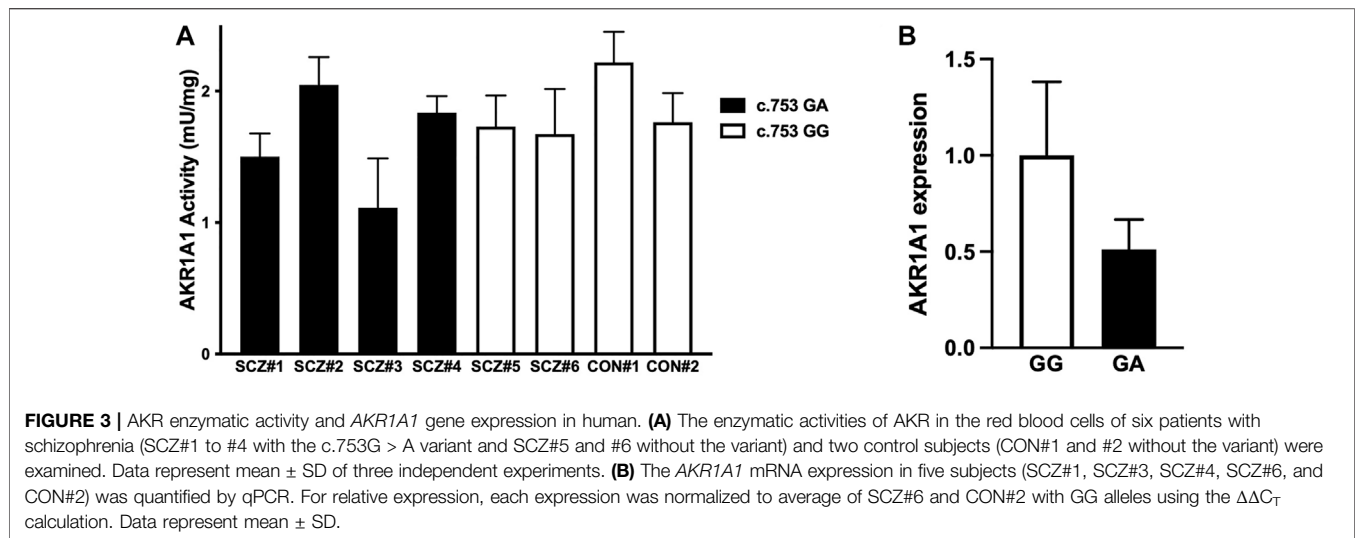 A
AKR1A1 Activity (mU/mg)
2
1
0
SCZ#1 SCZ#2 SCZ#3 SCZ#4 SCZ#5 SCZ#6 CON#1 CON#2
c.753 GA
c.753 GG
B
AKR1A1 expression
1.5
1.0
0.5
0.0
GG GA
FIGURE 3 | AKR enzymatic activity and AKR1A1 gene expression in human. (A) The enzymatic activities of AKR in the red blood cells of six patients with
schizophrenia (SCZ#1 to #4 with the c.753G > A variant and SCZ#5 and #6 without the variant) and two control subjects (CON#1 and #2 without the variant) were
examined. Data represent mean ± SD of three independent experiments. (B) The AKR1A1 mRNA expression in five subjects (SCZ#1, SCZ#3, SCZ#4, SCZ#6, and
CON#2) was quantified by qPCR. For relative expression, each expression was normalized to average of SCZ#6 and CON#2 with GG alleles using the ΔΔCT
calculation. Data represent mean ± SD.